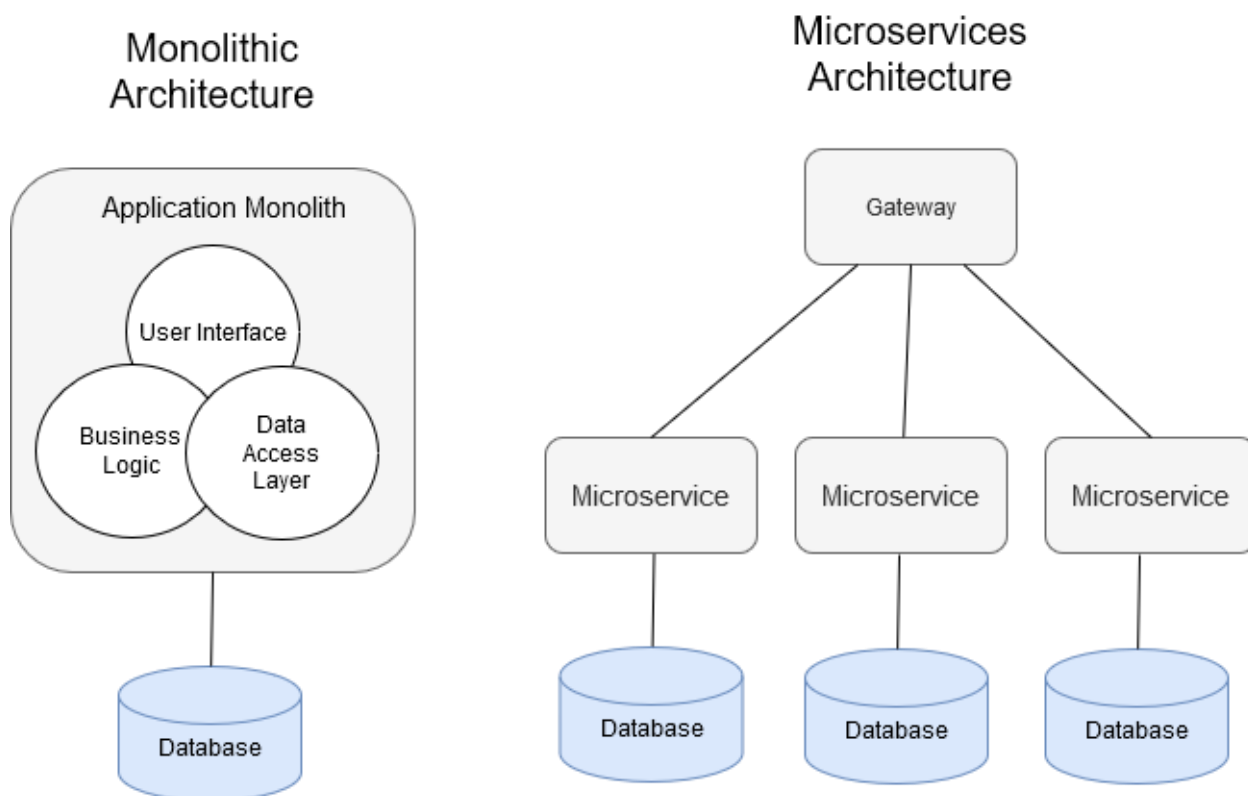 Monolithic
Architecture
Application Monolith
User Interface
Business
Logic
Data
Access
Layer
Database
Microservices
Architecture
Gateway
Microservice
Microservice
Microservice
Database
Database
Database